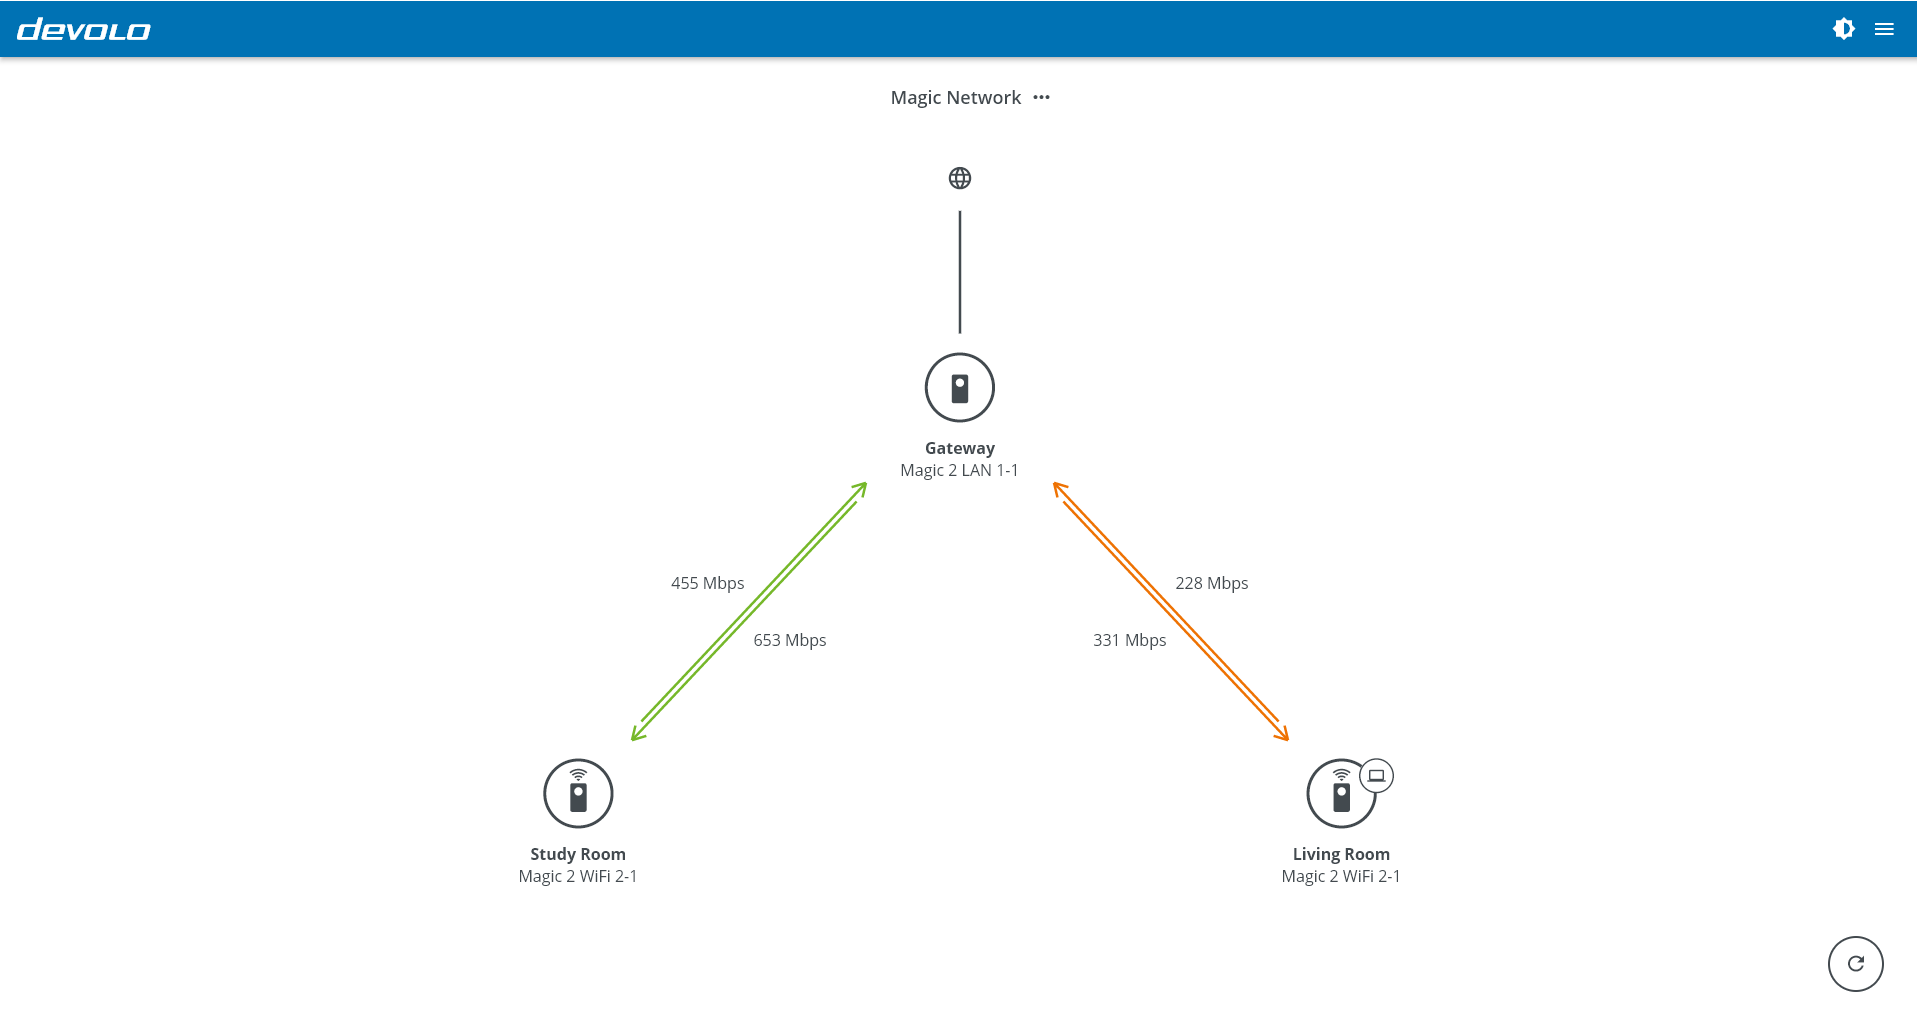 devolo
Magic Network
Gateway
Magic 2 LAN 1-1
455 Mbps
228 Mbps
653 Mbps
331 Mbps
Study Room
Magic 2 WiFi 2-1
Living Room
Magic 2 WiFi 2-1